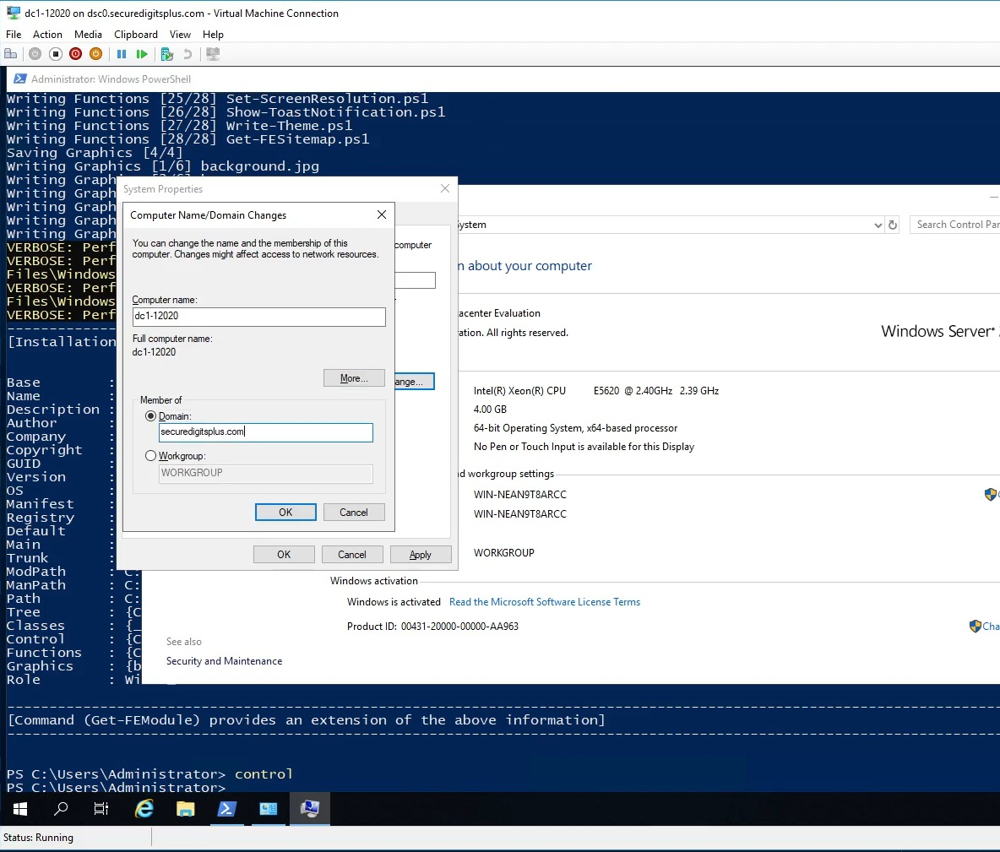 dc1-12020 on dsc0.securedigitsplus.com - Virtual Machine Connection
File Action Media Clipboard View Help
Administrator: Windows PowerShell
Writing Functions [25/28] Set-ScreenResolution.ps1
Writing Functions [26/28] Show-ToastNotification.ps1
Writing Functions [27/28] Write-Theme.ps1
Writing Functions [28/28] Get-FESitemap.ps1
Saving Graphics [4/4]
Writing Graphics [1/6] background.jpg
Writing Graph
Writing Graph
Writing Graph
Writing Graph
Writing Graph
VERBOSE: Perf
VERBOSE: Perf
Files\Windows
VERBOSE: Perf
Files\Windows
VERBOSE: Perf
[Installation
Base :
Name :
Description :
Author :
Company :
Copyright :
GUID :
Version :
OS :
Manifest :
Registry :
Default :
Main :
Trunk :
ModPath : C:
ManPath : C:
Path : C:
Tree : {C
Classes : {_
Control : {C
Functions : {C
Graphics : {b
Role : Wi
[Command (Get-FEModule) provides an extension of the above information]
PS C:\Users\Administrator> control
PS C:\Users\Administrator>
System Properties
computer
ange...
OK Cancel Apply
Computer Name/Domain Changes
You can change the name and the membership of this
computer. Changes might affect access to network resources.
Computer name:
dc1-12020
Full computer name:
dc1-12020
More...
Member of
Domain:
securedigitsplus.com
Workgroup:
WORKGROUP
OK Cancel
System
Search Control Par
n about your computer
acenter Evaluation
ation. All rights reserved.
Windows Server
Intel(R) Xeon(R) CPU E5620 @ 2.40GHz 2.39 GHz
4.00 GB
64-bit Operating System, x64-based processor
No Pen or Touch Input is available for this Display
d workgroup settings
WIN-NEAN9T8ARCC
WIN-NEAN9T8ARCC
WORKGROUP
Windows activation
Windows is activated Read the Microsoft Software License Terms
Product ID: 00431-20000-00000-AA963
Cha
See also
Security and Maintenance
Status: Running